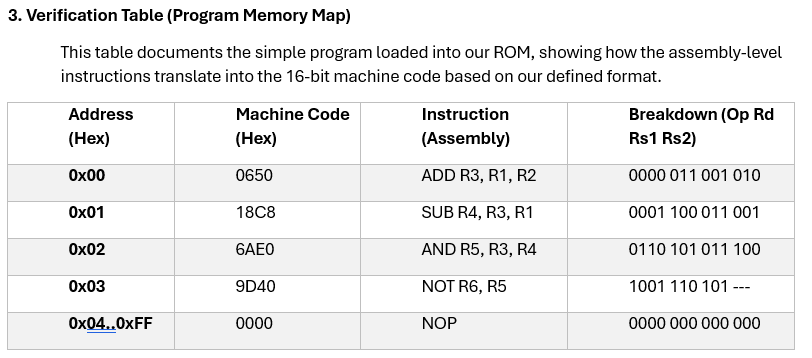 3. Verification Table (Program Memory Map)
This table documents the simple program loaded into our ROM, showing how the assembly-level
instructions translate into the 16-bit machine code based on our defined format.
Address (Hex) Machine Code (Hex) Instruction (Assembly) Breakdown (Op Rd Rs1 Rs2)
0x00 0650 ADD R3, R1, R2 0000 011 001 010
0x01 18C8 SUB R4, R3, R1 0001 100 011 001
0x02 6AE0 AND R5, R3, R4 0110 101 011 100
0x03 9D40 NOT R6, R5 1001 110 101 ---
0x04..0xFF 0000 NOP 0000 000 000 000